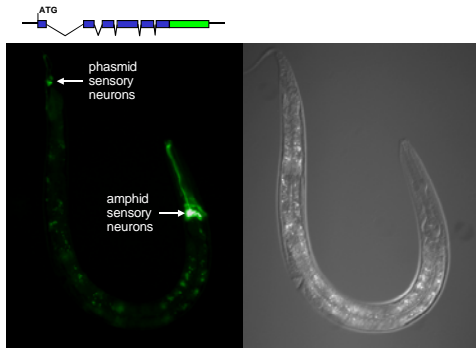 ATG
phasmid
sensory
neurons
amphid
sensory
neurons